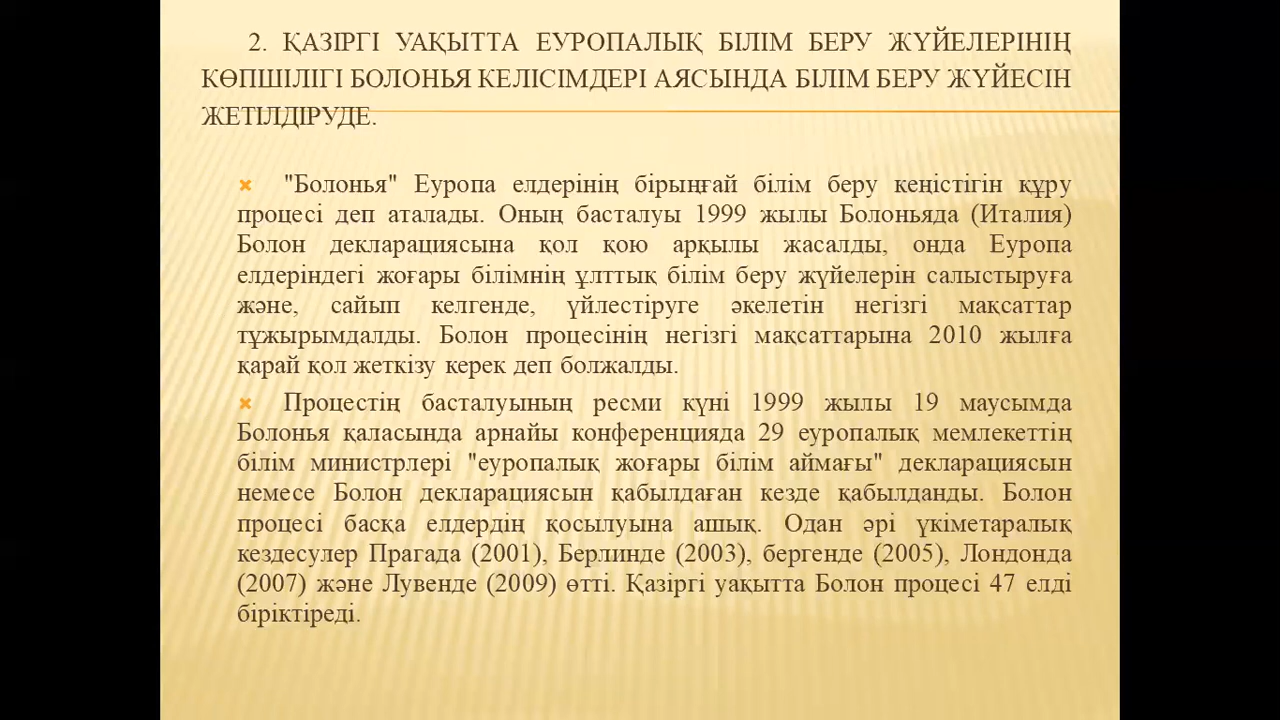 2. ҚАЗІРГІ УАҚЫТТА ЕУРОПАЛЫҚ БІЛІМ БЕРУ ЖҮЙЕЛЕРІНІҢ
КӨПШІЛІГІ БОЛОНЬЯ КЕЛІСІМДЕРІ АЯСЫНДА БІЛІМ БЕРУ ЖҮЙЕСІН
ЖЕТІЛДІРУДЕ.
"Болонья" Еуропа елдерінің бірыңғай білім беру кеңістігін құру
процесі деп аталады. Оның басталуы 1999 жылы Болоньяда (Италия)
Болон декларациясына қол қою арқылы жасалды, онда Еуропа
елдеріндегі жоғары білімнің ұлттық білім беру жүйелерін салыстыруға
және, сайып келгенде, үйлестіруге әкелетін негізгі мақсаттар
тұжырымдалды. Болон процесінің негізгі мақсаттарына 2010 жылға
қарай қол жеткізу керек деп болжалды.
Процестің басталуының ресми күні 1999 жылы 19 маусымда
Болонья қаласында арнайы конференцияда 29 еуропалық мемлекеттің
білім министрлері "еуропалық жоғары білім аймағы" декларациясын
немесе Болон декларациясын қабылдаған кезде қабылданды. Болон
процесі басқа елдердің қосылуына ашық. Одан әрі үкіметаралық
кездесулер Прагада (2001), Берлинде (2003), бергенде (2005), Лондонда
(2007) және Лувенде (2009) өтті. Қазіргі уақытта Болон процесі 47 елді
біріктіреді.